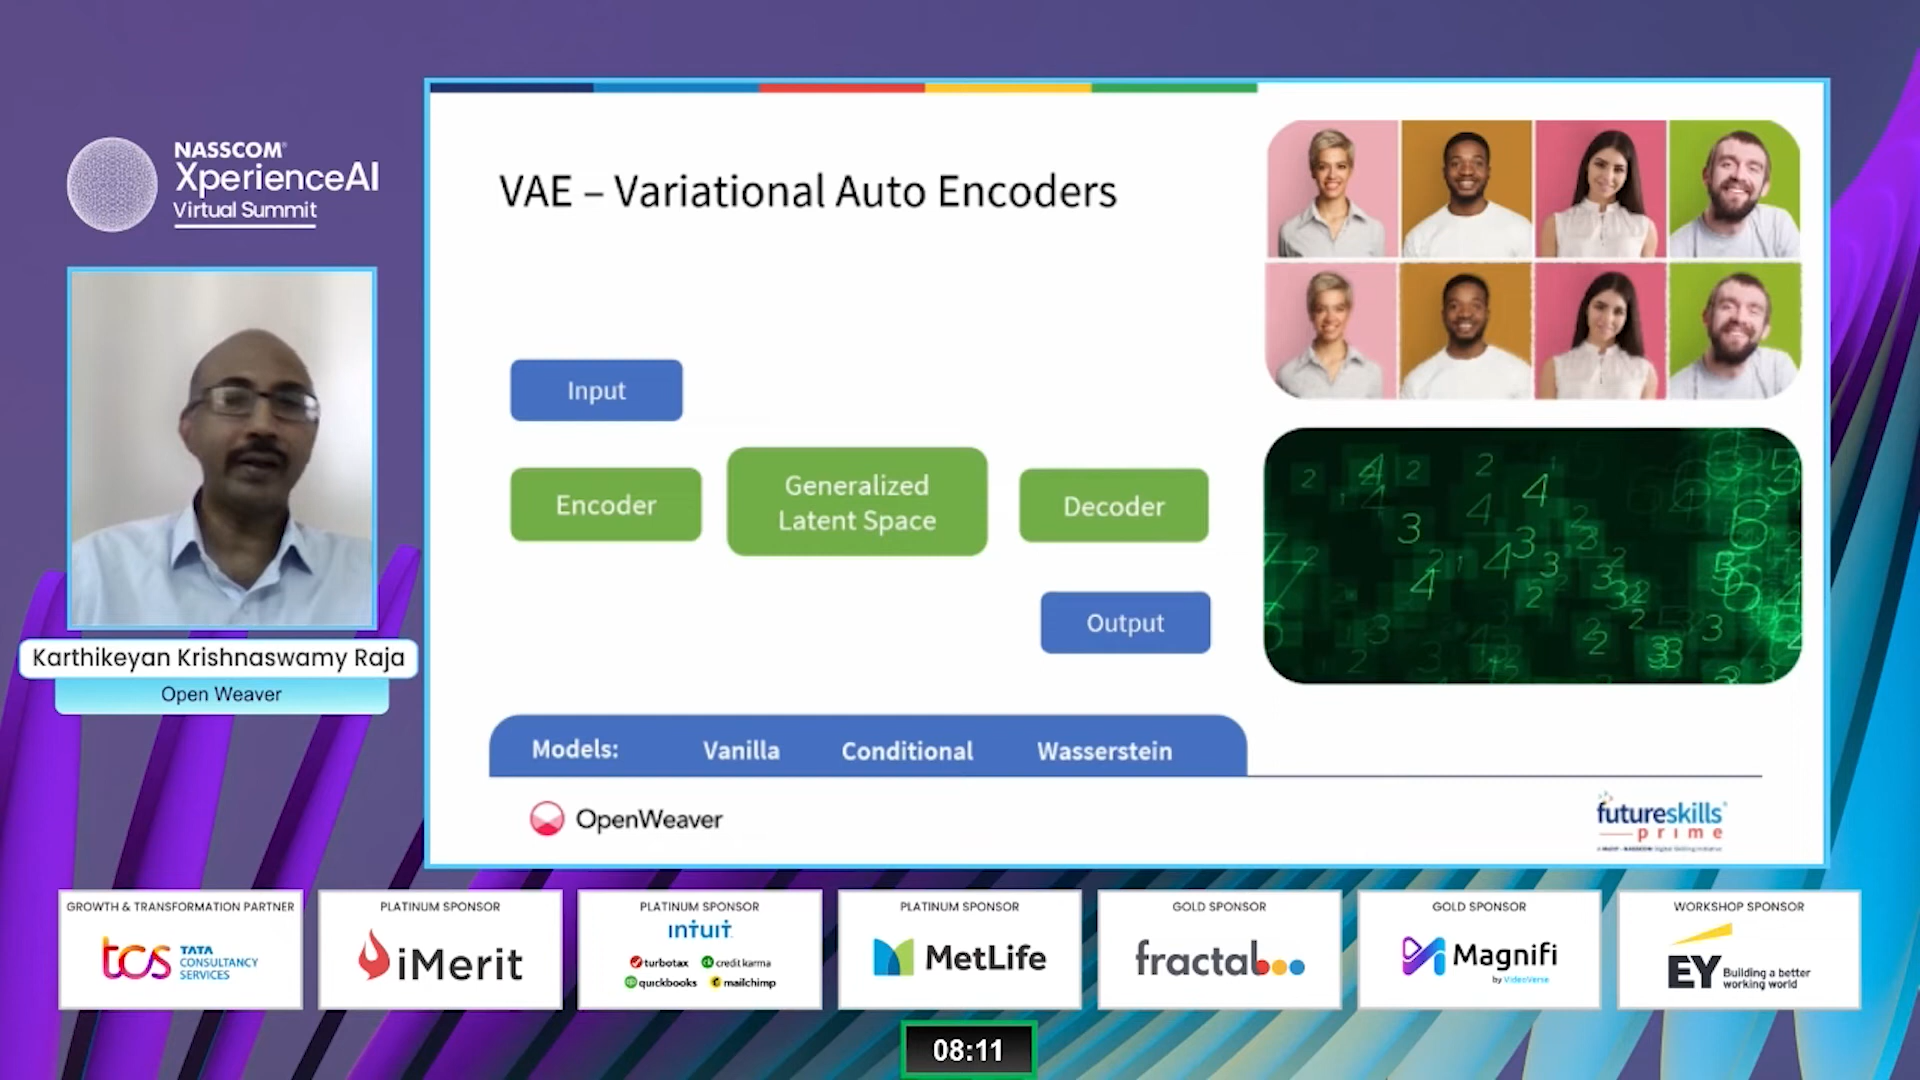 NASSCOM®
XperienceAI
Virtual Summit
Karthikeyan Krishnaswamy Raja
Open Weaver
VAE – Variational Auto Encoders
Input
Encoder
Generalized
Latent Space
Decoder
Output
Models: Vanilla Conditional Wasserstein
OpenWeaver
futureskills
prime
GROWTH & TRANSFORMATION PARTNER
tcs TATA
CONSULTANCY
SERVICES
PLATINUM SPONSOR
iMerit
PLATINUM SPONSOR
INTUIT
turbotax creditkarma
quickbooks mailchimp
PLATINUM SPONSOR
MetLife
GOLD SPONSOR
fractal
GOLD SPONSOR
Magnifi
by VideoVerse
WORKSHOP SPONSOR
EY Building a better
working world
08:11